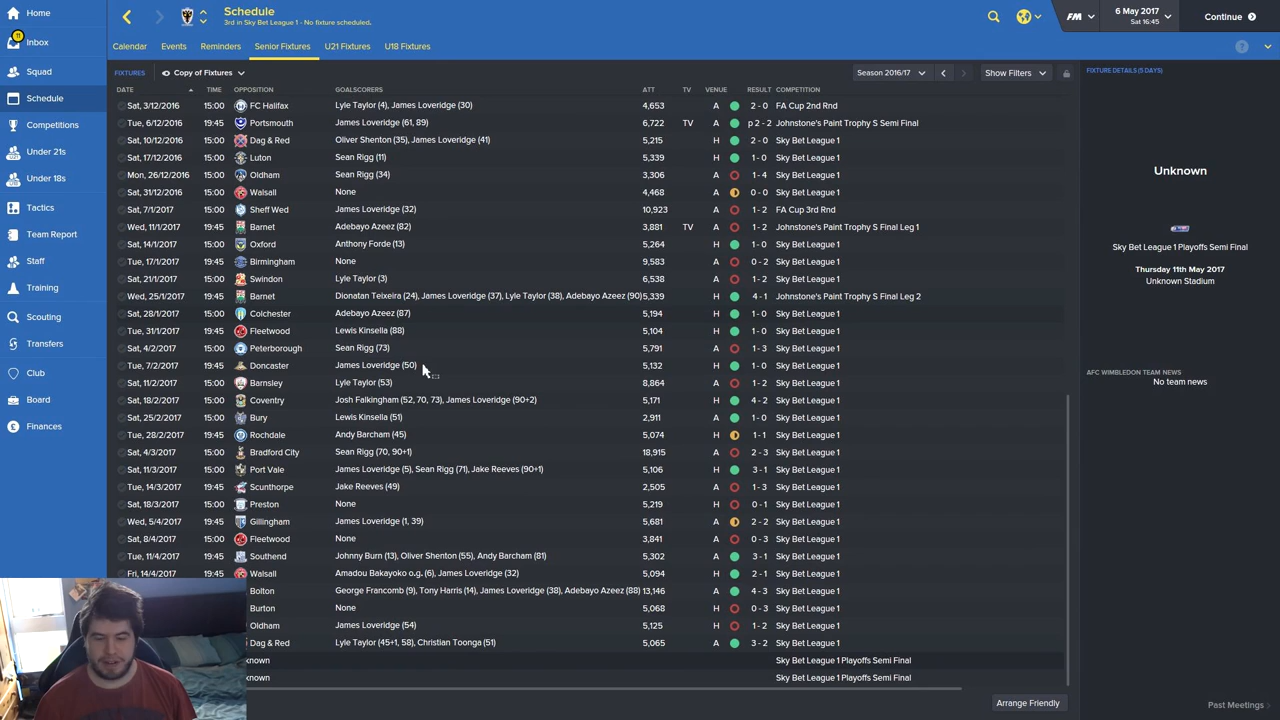 Home
Schedule
3rd in Sky Bet League 1 - No fixture scheduled.
FM
6 May 2017
Sat 16:45
Continue
11
Inbox
Calendar Events Reminders Senior Fixtures U21 Fixtures U18 Fixtures
Squad
FIXTURES Copy of Fixtures Season 2016/17 Show Filters
FIXTURE DETAILS (5 DAYS)
Schedule
Competitions
Under 21s
Under 18s
Tactics
Team Report
Staff
Training
Scouting
Transfers
Club
Board
Finances
DATE TIME OPPOSITION GOALSCORERS ATT TV VENUE RESULT COMPETITION
Sat, 3/12/2016 15:00 FC Halifax Lyle Taylor (4), James Loveridge (30) 4,653 A 2 - 0 FA Cup 2nd Rnd
Tue, 6/12/2016 19:45 Portsmouth James Loveridge (61, 89) 6,722 TV A p 2 - 2 Johnstone's Paint Trophy S Semi Final
Sat, 10/12/2016 15:00 Dag & Red Oliver Shenton (35), James Loveridge (41) 5,215 H 2 - 0 Sky Bet League 1
Sat, 17/12/2016 15:00 Luton Sean Rigg (11) 5,339 H 1 - 0 Sky Bet League 1
Mon, 26/12/2016 15:00 Oldham Sean Rigg (34) 3,306 A 1 - 4 Sky Bet League 1
Sat, 31/12/2016 15:00 Walsall None 4,468 A 0 - 0 Sky Bet League 1
Sat, 7/1/2017 15:00 Sheff Wed James Loveridge (32) 10,923 A 1 - 2 FA Cup 3rd Rnd
Wed, 11/1/2017 19:45 Barnet Adebayo Azeez (82) 3,881 TV A 1 - 2 Johnstone's Paint Trophy S Final Leg 1
Sat, 14/1/2017 15:00 Oxford Anthony Forde (13) 5,264 H 1 - 0 Sky Bet League 1
Tue, 17/1/2017 19:45 Birmingham None 9,583 A 0 - 2 Sky Bet League 1
Sat, 21/1/2017 15:00 Swindon Lyle Taylor (3) 6,538 A 1 - 2 Sky Bet League 1
Wed, 25/1/2017 19:45 Barnet Dionatan Teixeira (24), James Loveridge (37), Lyle Taylor (38), Adebayo Azeez (90) 5,339 H 4 - 1 Johnstone's Paint Trophy S Final Leg 2
Sat, 28/1/2017 15:00 Colchester Adebayo Azeez (87) 5,194 H 1 - 0 Sky Bet League 1
Tue, 31/1/2017 19:45 Fleetwood Lewis Kinsella (88) 5,104 H 1 - 0 Sky Bet League 1
Sat, 4/2/2017 15:00 Peterborough Sean Rigg (73) 5,791 A 1 - 3 Sky Bet League 1
Tue, 7/2/2017 19:45 Doncaster James Loveridge (50) 5,132 H 1 - 0 Sky Bet League 1
Sat, 11/2/2017 15:00 Barnsley Lyle Taylor (53) 8,864 A 1 - 2 Sky Bet League 1
Sat, 18/2/2017 15:00 Coventry Josh Falkingham (52, 70, 73), James Loveridge (90+2) 5,171 H 4 - 2 Sky Bet League 1
Sat, 25/2/2017 15:00 Bury Lewis Kinsella (51) 2,911 A 1 - 0 Sky Bet League 1
Tue, 28/2/2017 19:45 Rochdale Andy Barcham (45) 5,074 H 1 - 1 Sky Bet League 1
Sat, 4/3/2017 15:00 Bradford City Sean Rigg (70, 90+1) 18,915 A 2 - 3 Sky Bet League 1
Sat, 11/3/2017 15:00 Port Vale James Loveridge (5), Sean Rigg (71), Jake Reeves (90+1) 5,106 H 3 - 1 Sky Bet League 1
Tue, 14/3/2017 19:45 Scunthorpe Jake Reeves (49) 2,505 A 1 - 3 Sky Bet League 1
Sat, 18/3/2017 15:00 Preston None 5,219 H 0 - 1 Sky Bet League 1
Wed, 5/4/2017 19:45 Gillingham James Loveridge (1, 39) 5,681 A 2 - 2 Sky Bet League 1
Sat, 8/4/2017 15:00 Fleetwood None 3,841 A 0 - 3 Sky Bet League 1
Tue, 11/4/2017 19:45 Southend Johnny Burn (13), Oliver Shenton (55), Andy Barcham (81) 5,302 H 3 - 1 Sky Bet League 1
Fri, 14/4/2017 19:45 Walsall Amadou Bakayoko o.g. (6), James Loveridge (32) 5,094 H 2 - 1 Sky Bet League 1
Bolton George Francomb (9), Tony Harris (14), James Loveridge (38), Adebayo Azeez (88) 13,146 A 4 - 3 Sky Bet League 1
Burton None 5,068 H 0 - 3 Sky Bet League 1
Oldham James Loveridge (54) 5,125 H 1 - 2 Sky Bet League 1
Dag & Red Lyle Taylor (45+1, 58), Christian Toonga (51) 5,065 A 3 - 2 Sky Bet League 1
known Sky Bet League 1 Playoffs Semi Final
known Sky Bet League 1 Playoffs Semi Final
Unknown
Sky Bet League 1 Playoffs Semi Final
Thursday 11th May 2017
Unknown Stadium
AFC WIMBLEDON TEAM NEWS
No team news
Arrange Friendly
Past Meetings